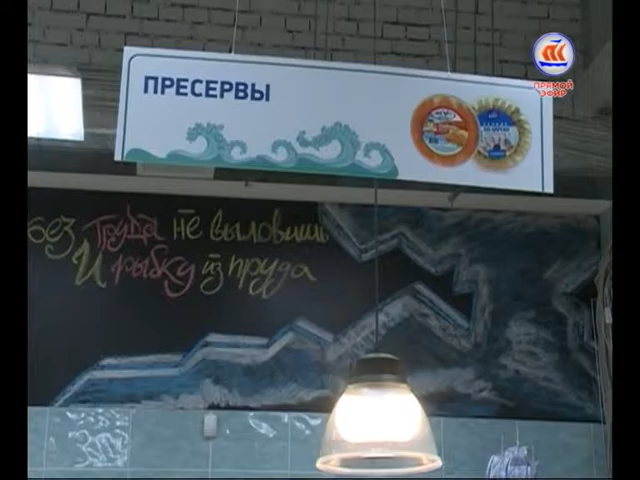 ПРЕСЕРВЫ
ПРЯМОЙ
ЭФИР
без Труда не выловишь
И рыбку из пруда